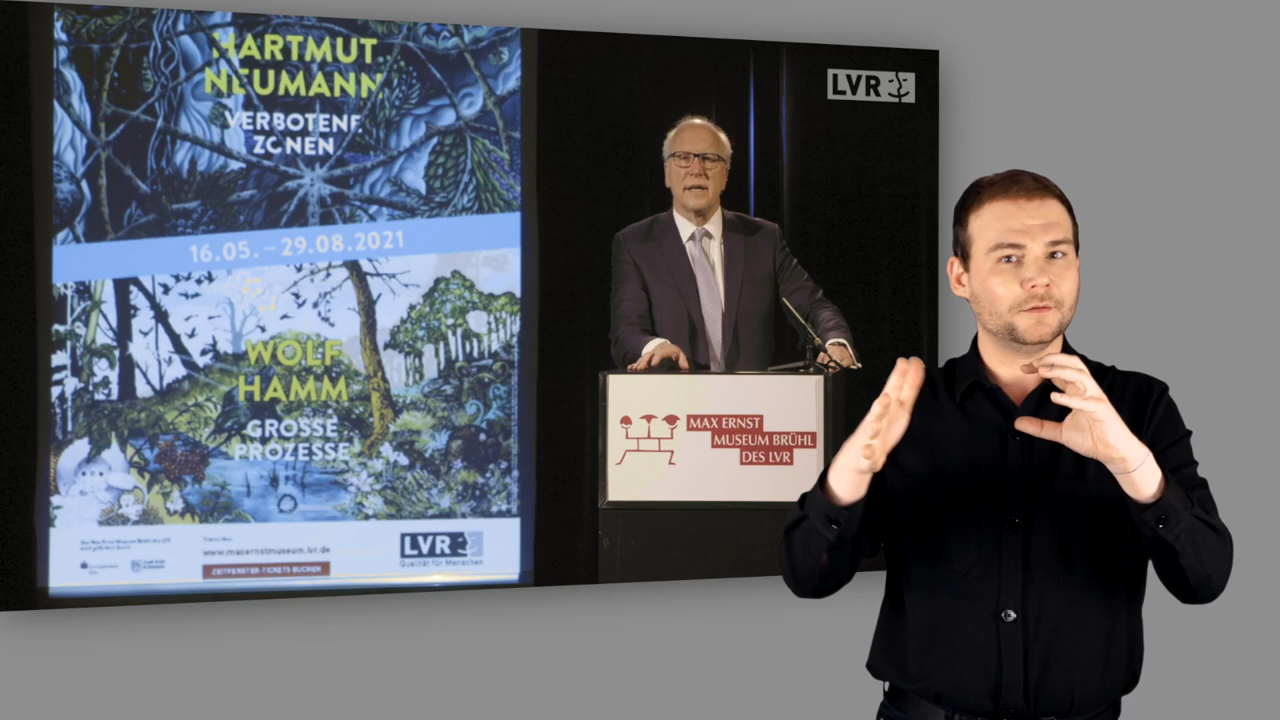 HARTMUT
NEUMANN
VERBOTENE
ZONEN
16.05. – 29.08.2021
WOLF
HAMM
GROSSE
PROZESSE
www.maxernstmuseum.lvr.de
ZEITFENSTER-TICKETS BUCHEN
LVR
Qualität für Menschen
LVR
MAX ERNST
MUSEUM BRÜHL
DES LVR